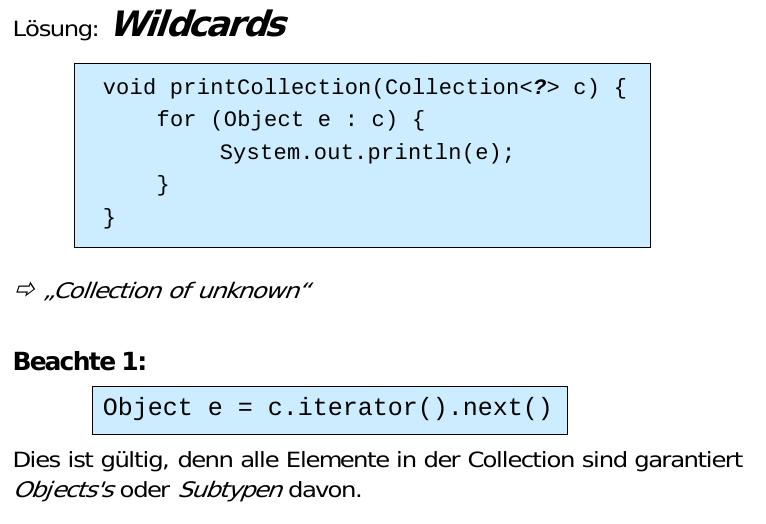 Lösung: Wildcards
void printCollection(Collection<?> c) {
for (Object e : c) {
System.out.println(e);
}
}
⇨ „Collection of unknown“
Beachte 1:
Object e = c.iterator().next()
Dies ist gültig, denn alle Elemente in der Collection sind garantiert
Objects's oder Subtypen davon.